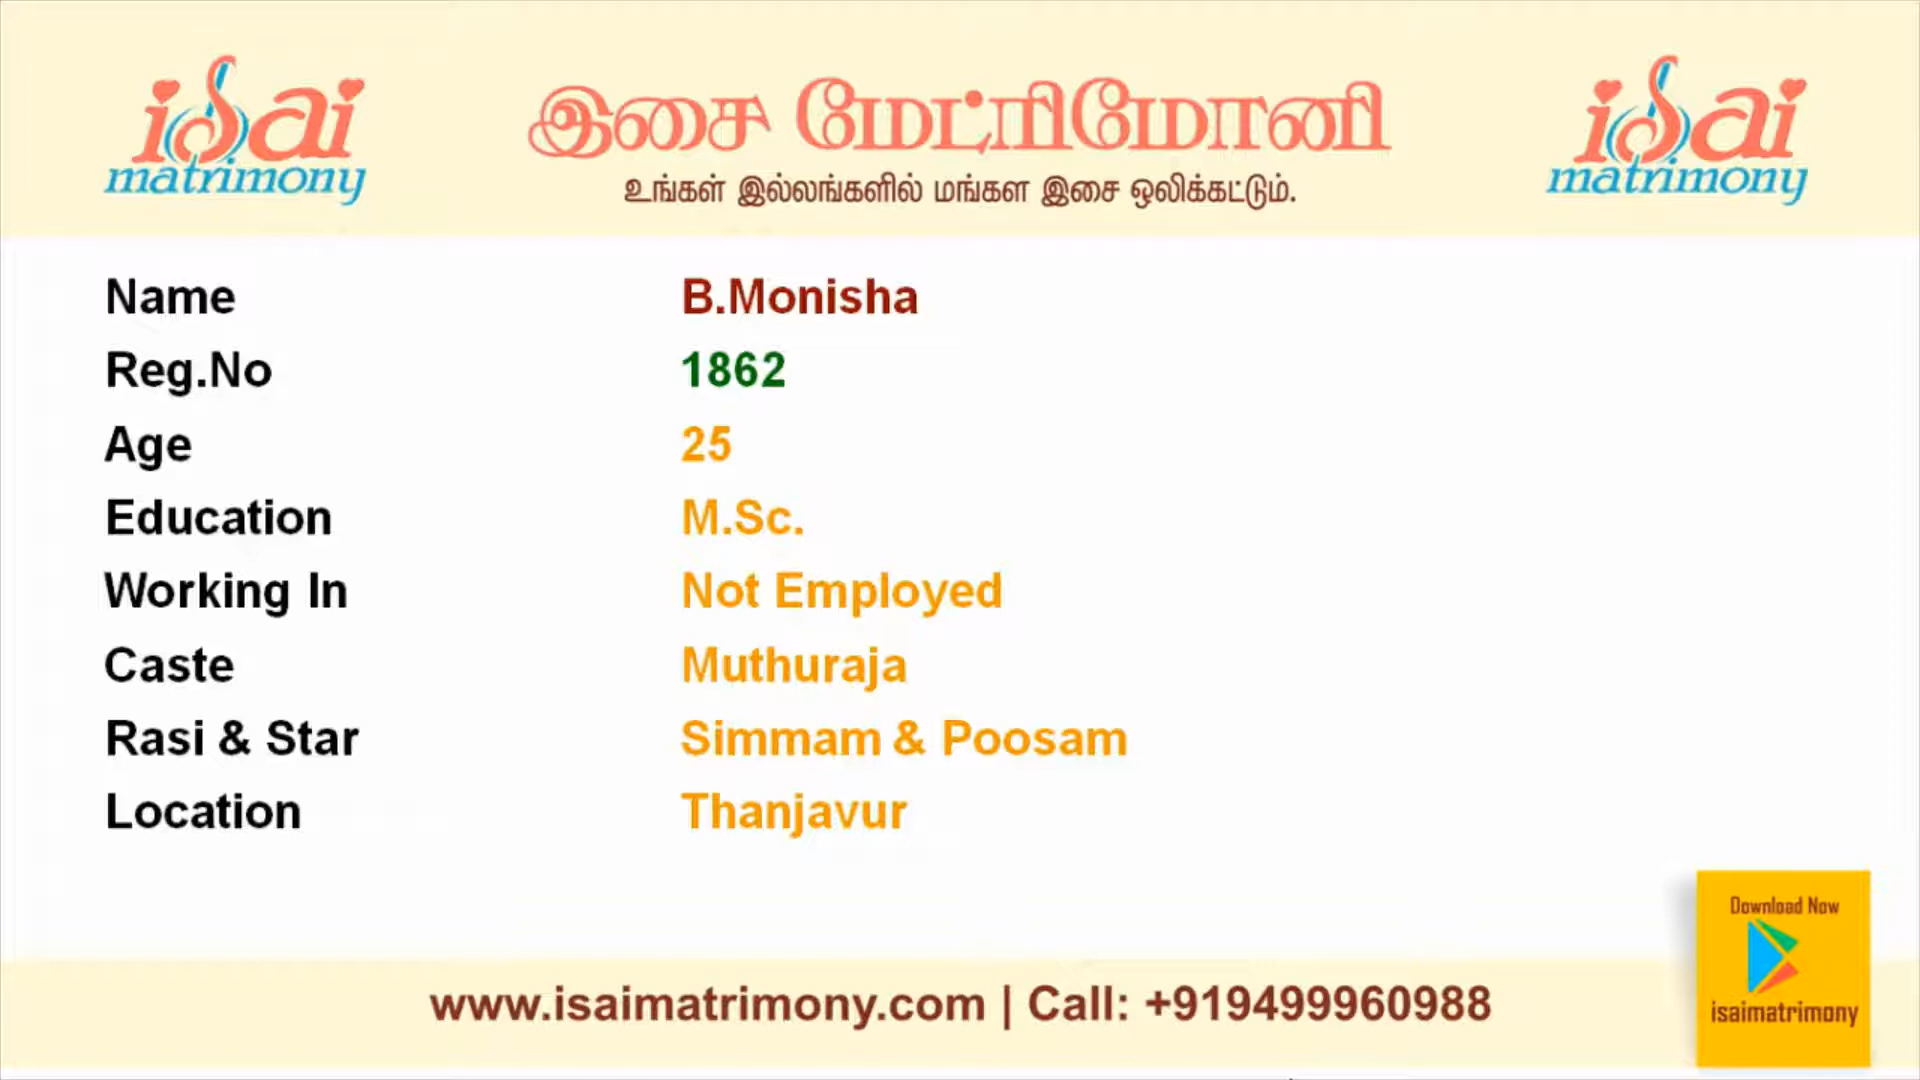 isai
matrimony
இசை மேட்ரிமோனி
உங்கள் இல்லங்களில் மங்கள இசை ஒலிக்கட்டும்.
isai
matrimony
Name B.Monisha
Reg.No 1862
Age 25
Education M.Sc.
Working In Not Employed
Caste Muthuraja
Rasi & Star Simmam & Poosam
Location Thanjavur
Download Now
isaimatrimony
www.isaimatrimony.com | Call: +919499960988